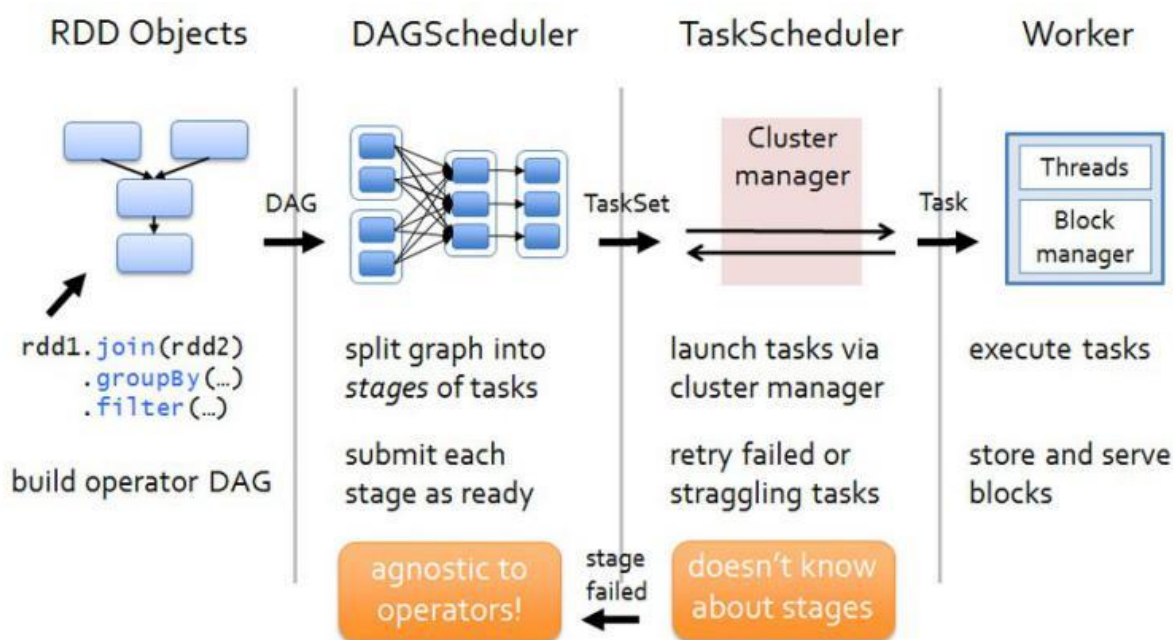 RDD Objects
DAGScheduler
TaskScheduler
Worker
DAG
TaskSet
Cluster
manager
Task
Threads
Block
manager
rdd1.join(rdd2)
.groupBy(…)
.filter(…)
build operator DAG
split graph into
stages of tasks
submit each
stage as ready
agnostic to
operators!
stage
failed
launch tasks via
cluster manager
retry failed or
straggling tasks
doesn't know
about stages
execute tasks
store and serve
blocks